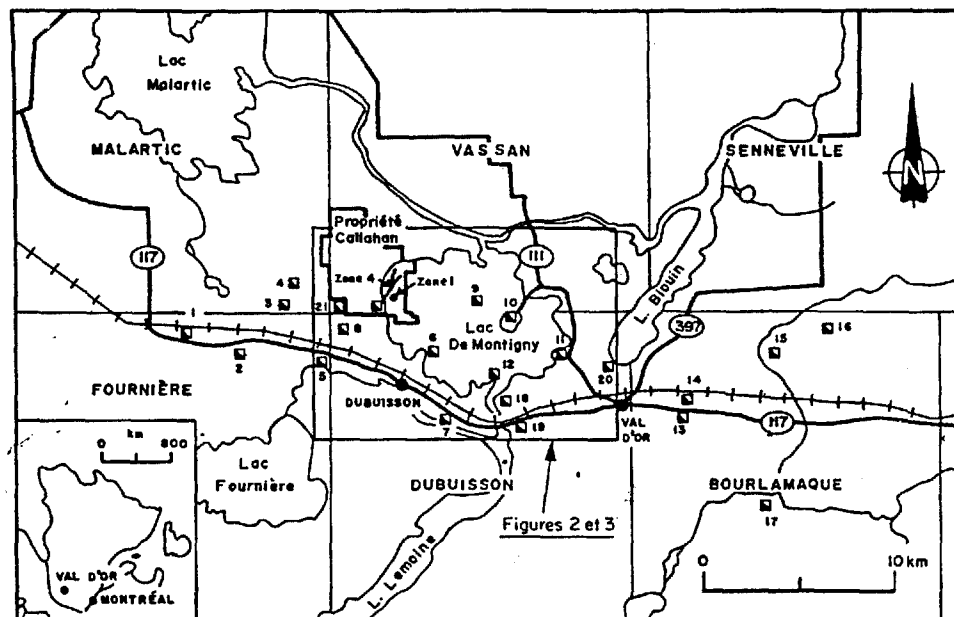 Lac
Malartic
MALARTIC
VASSAN
SENNEVILLE
N
Propriété
Callahan
117
111
Zone 4
Zone 1
L. Blouin
4
3
21
9
10
397
1
8
Lac
De Montigny
16
2
5
6
11
15
12
20
FOURNIÈRE
DUBUISSON
18
14
7
19
VAL
D'OR
13
117
km
0 800
Lac
Fournière
DUBUISSON
BOURLAMAQUE
17
Figures 2 et 3
L. Lemoine
0 10 km
VAL D'OR
MONTRÉAL